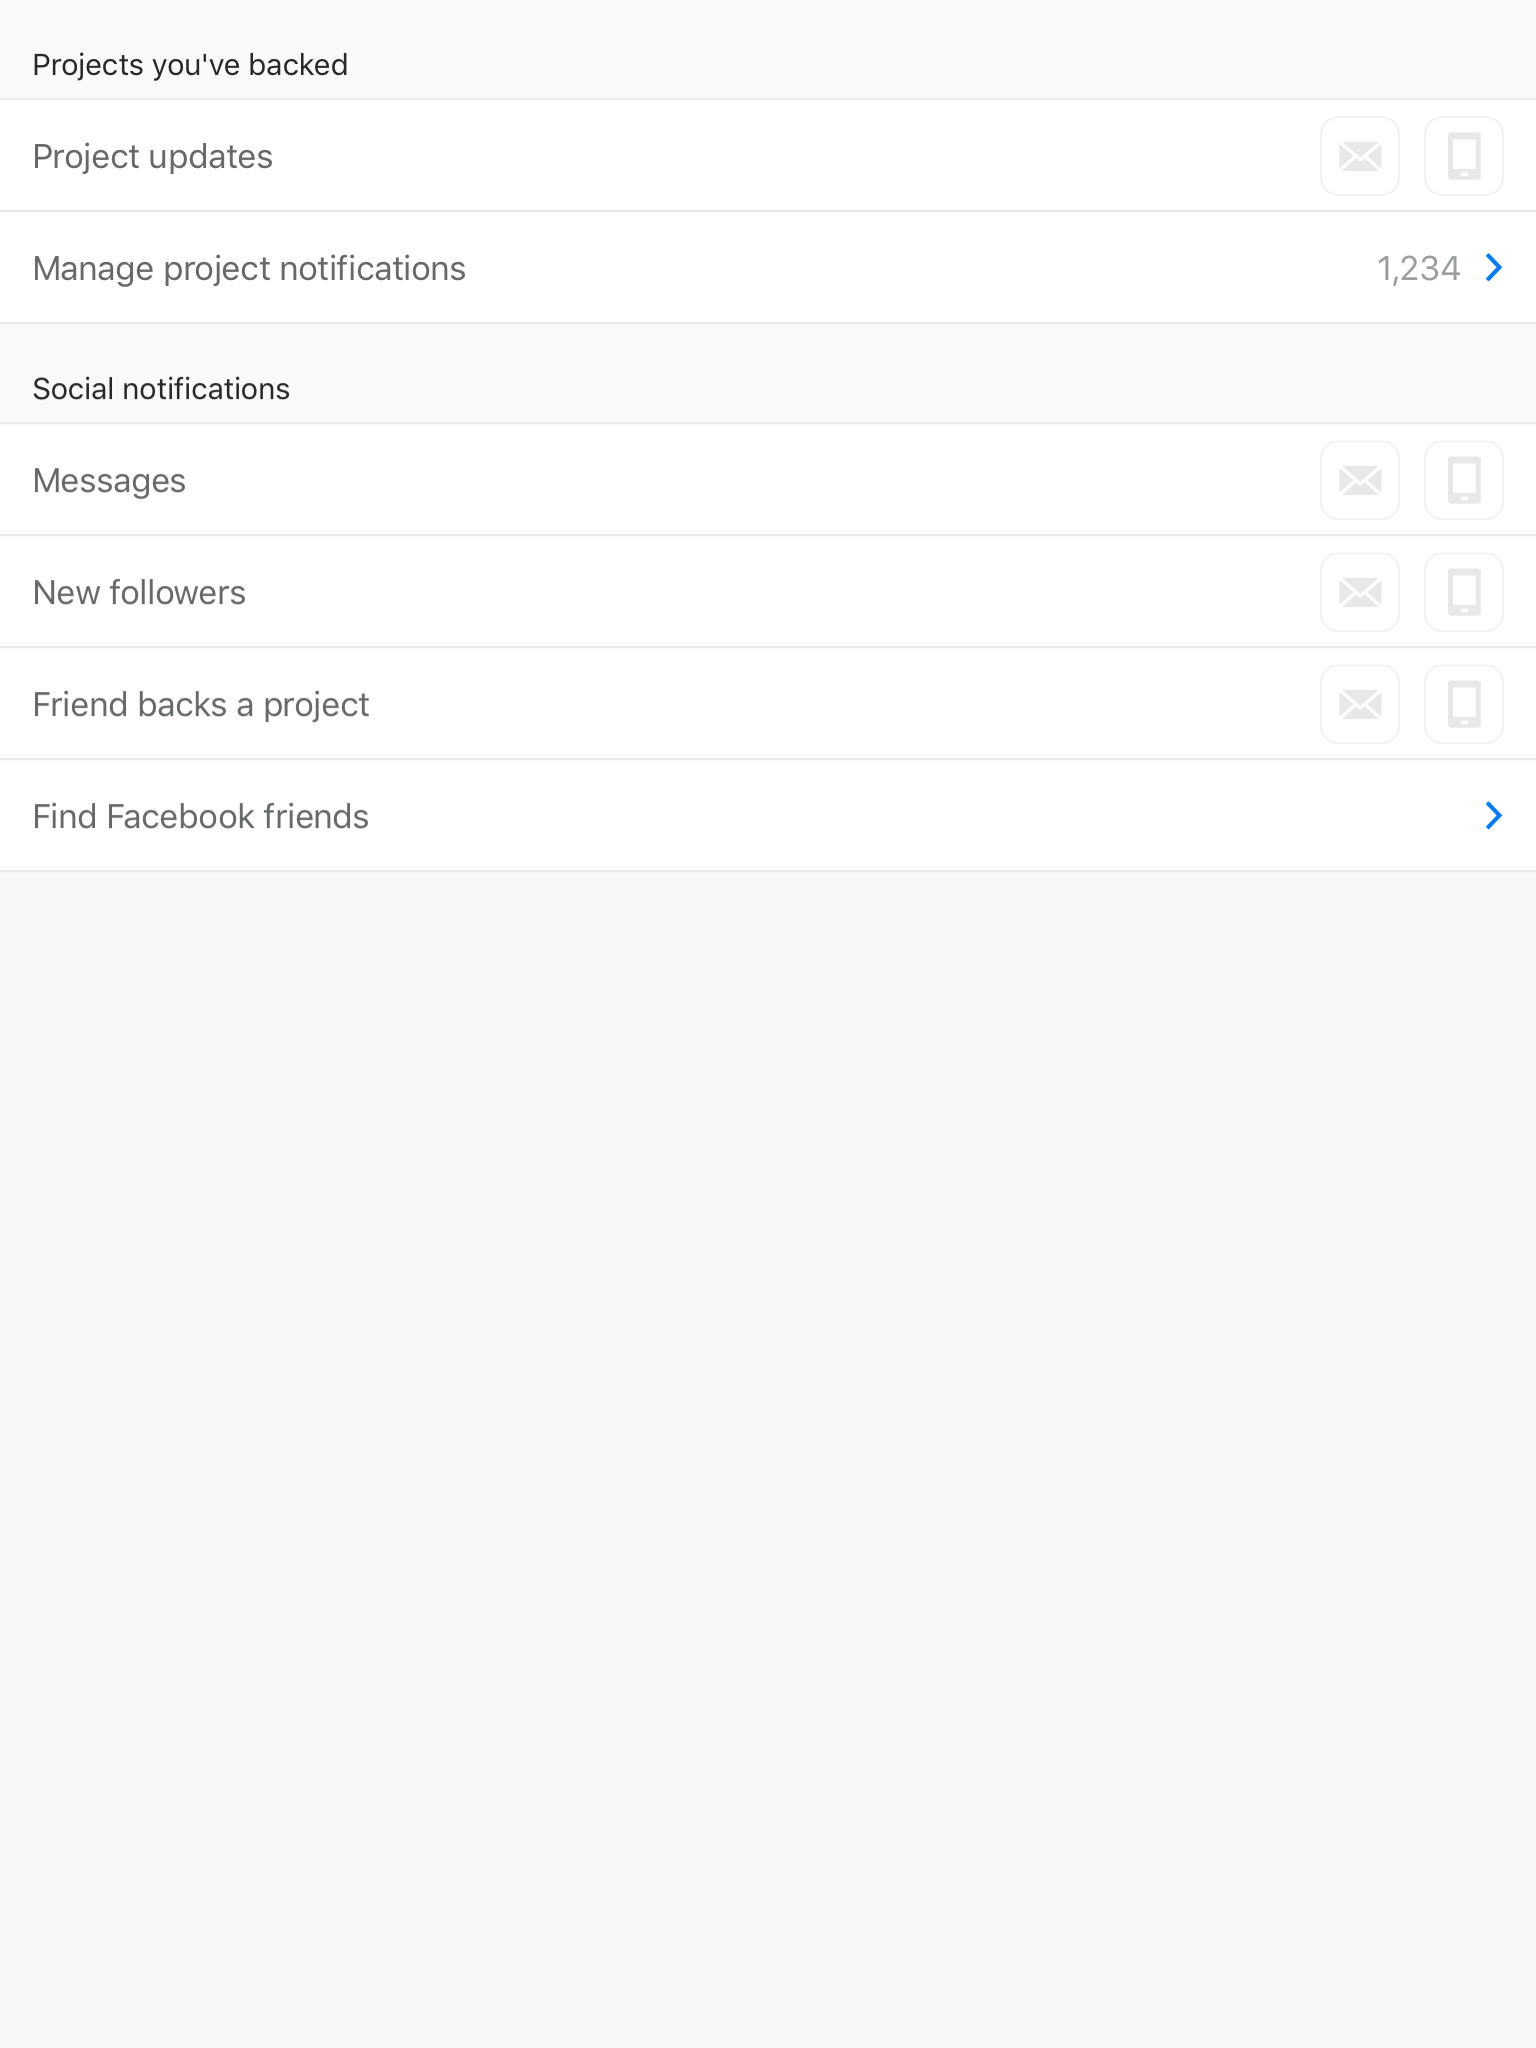 Projects you've backed
Project updates
Manage project notifications 1,234
Social notifications
Messages
New followers
Friend backs a project
Find Facebook friends